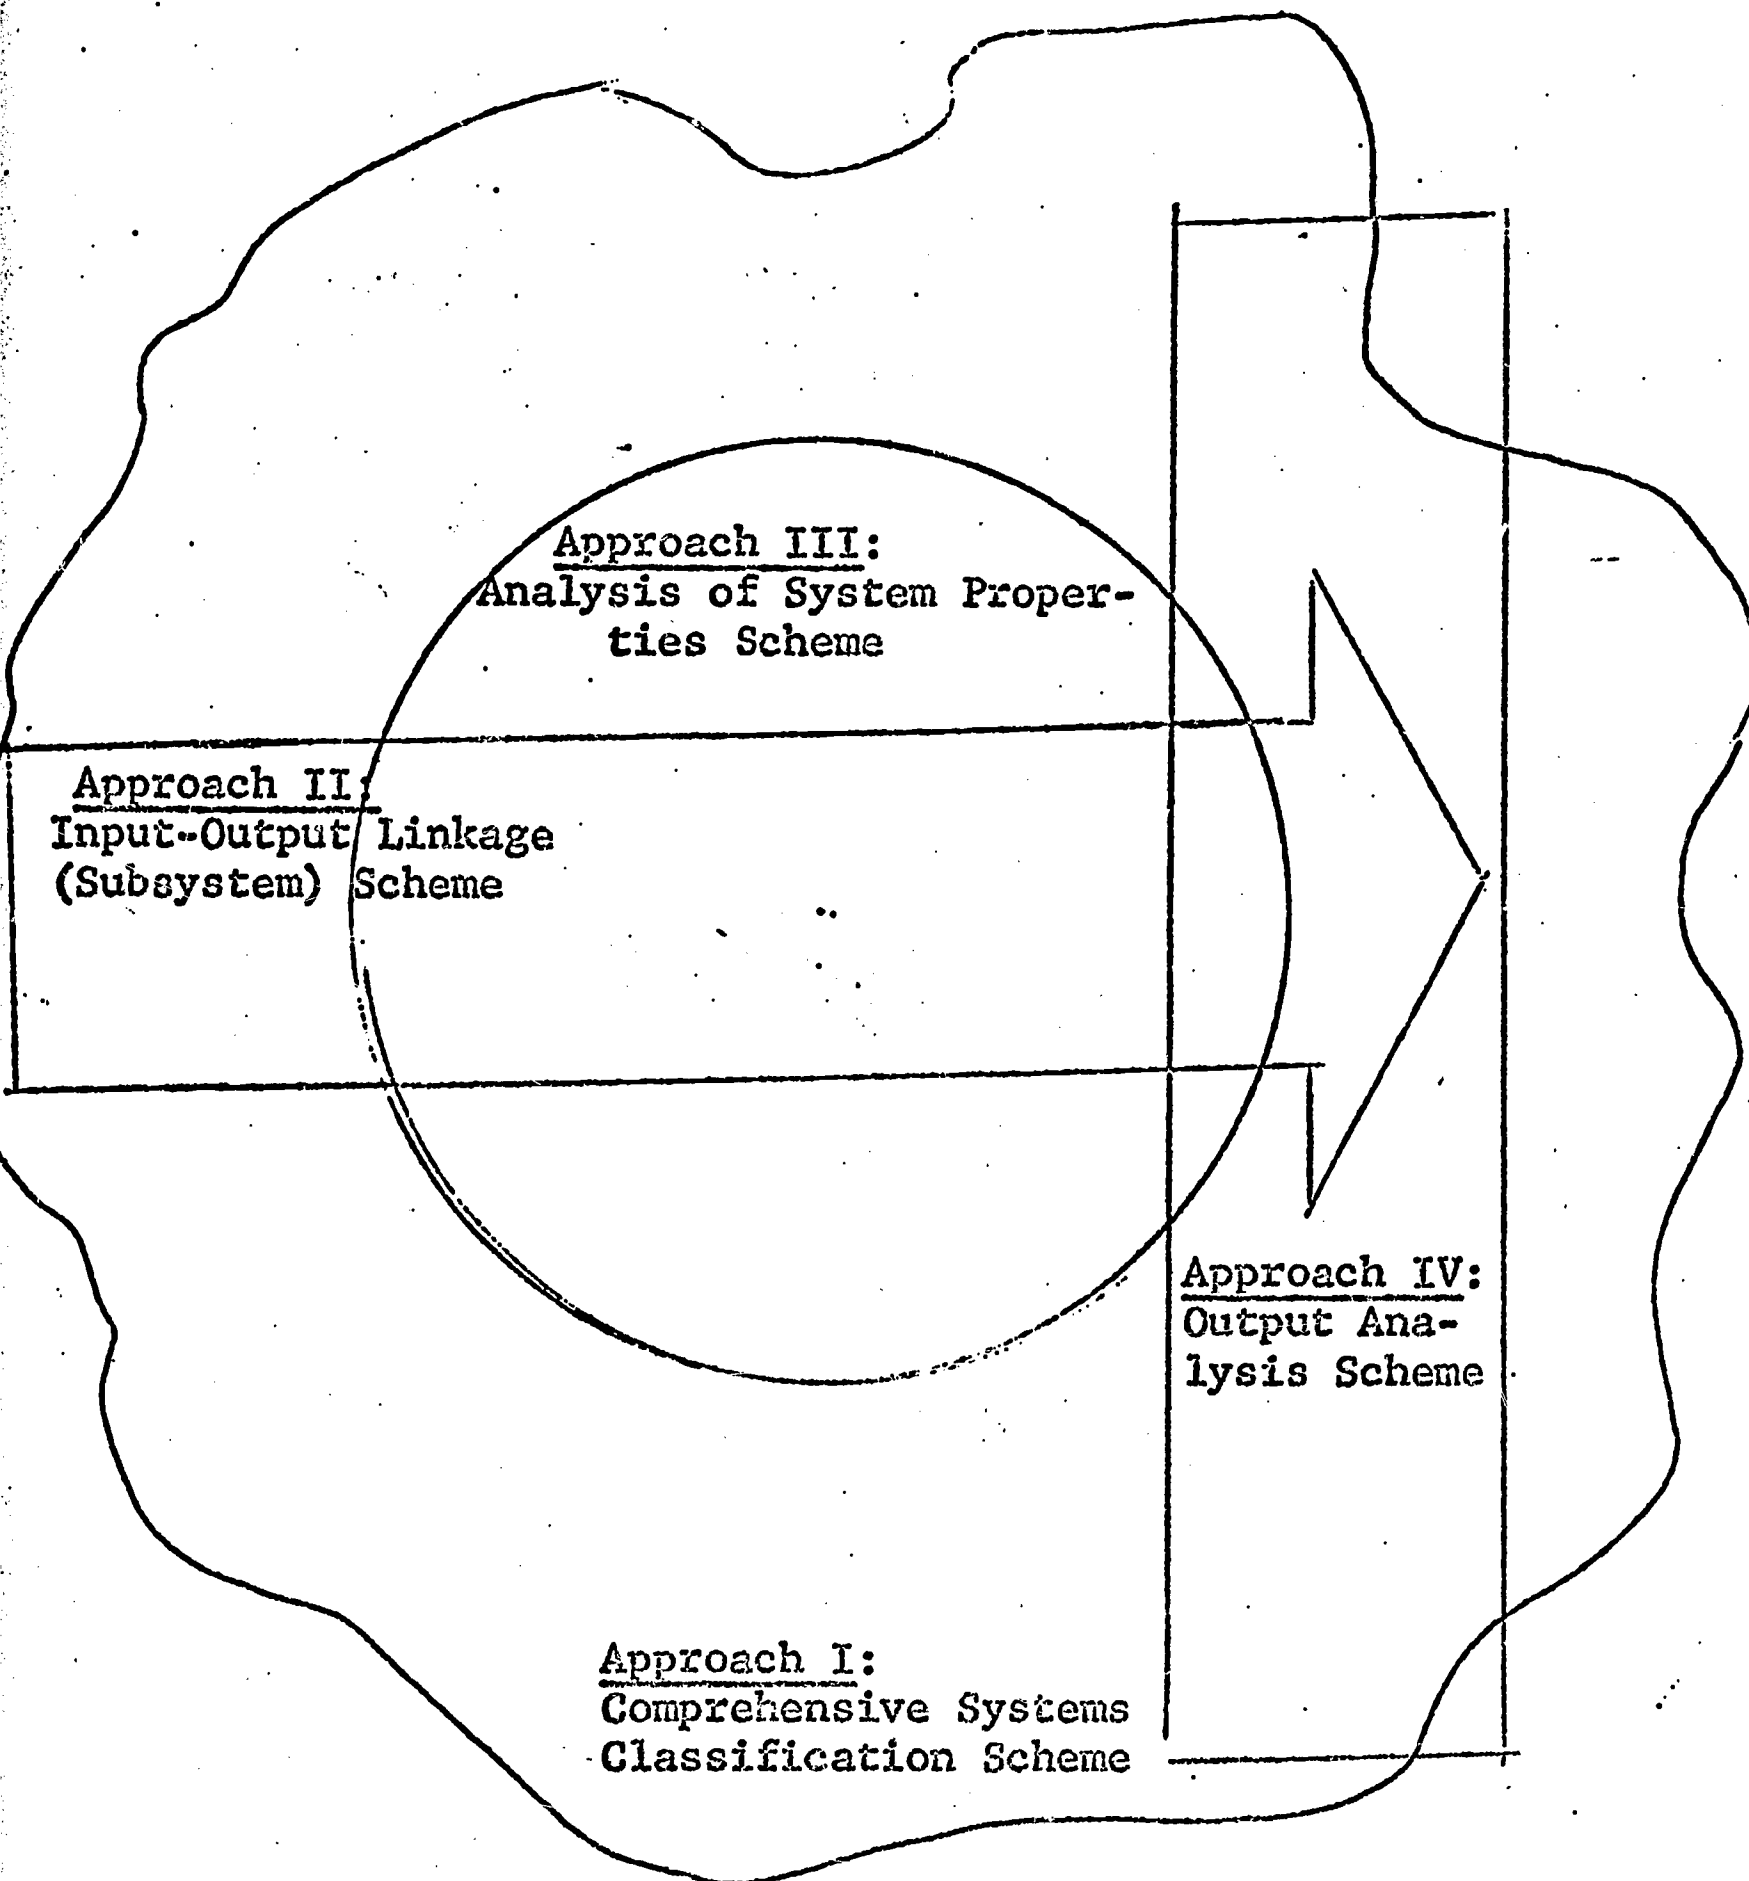 Approach III:
Analysis of System Proper-
ties Scheme
Approach II:
Input-Output Linkage
(Subsystem) Scheme
Approach IV:
Output Ana-
lysis Scheme
Approach I:
Comprehensive Systems
Classification Scheme